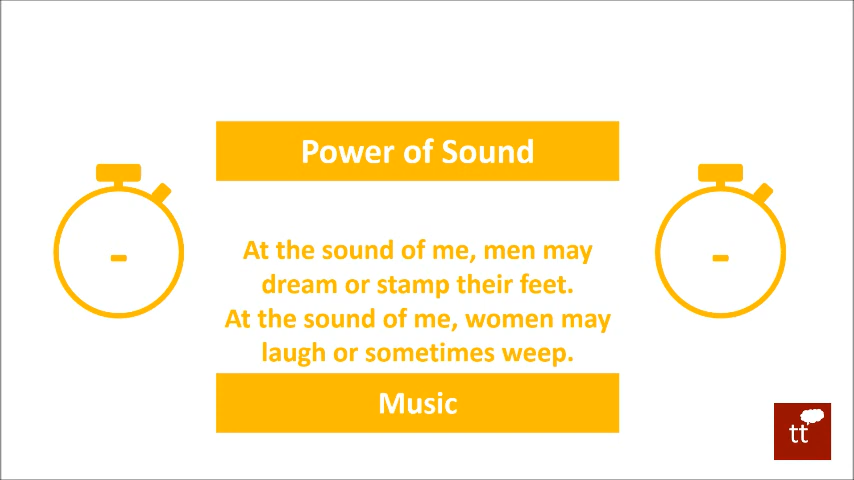 Power of Sound
At the sound of me, men may
dream or stamp their feet.
At the sound of me, women may
laugh or sometimes weep.
Music
-
-
tt